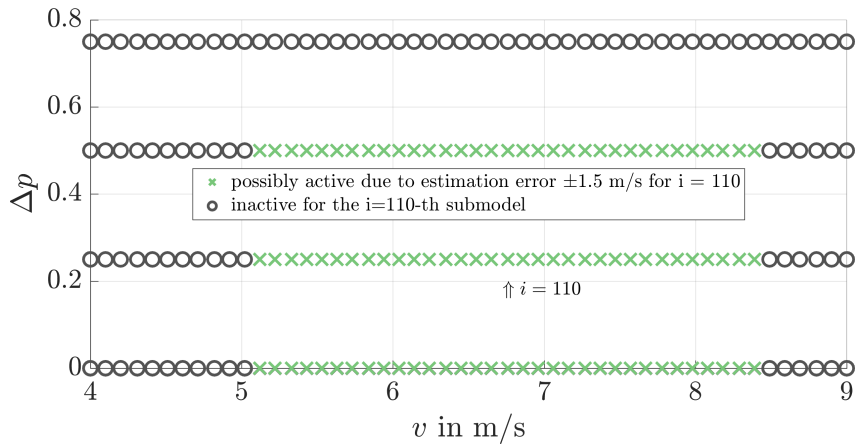 0.8
0.6
0.4
0.2
0
Δp
possibly active due to estimation error ±1.5 m/s for i = 110
inactive for the i=110-th submodel
⇑ i = 110
4 5 6 7 8 9
v in m/s